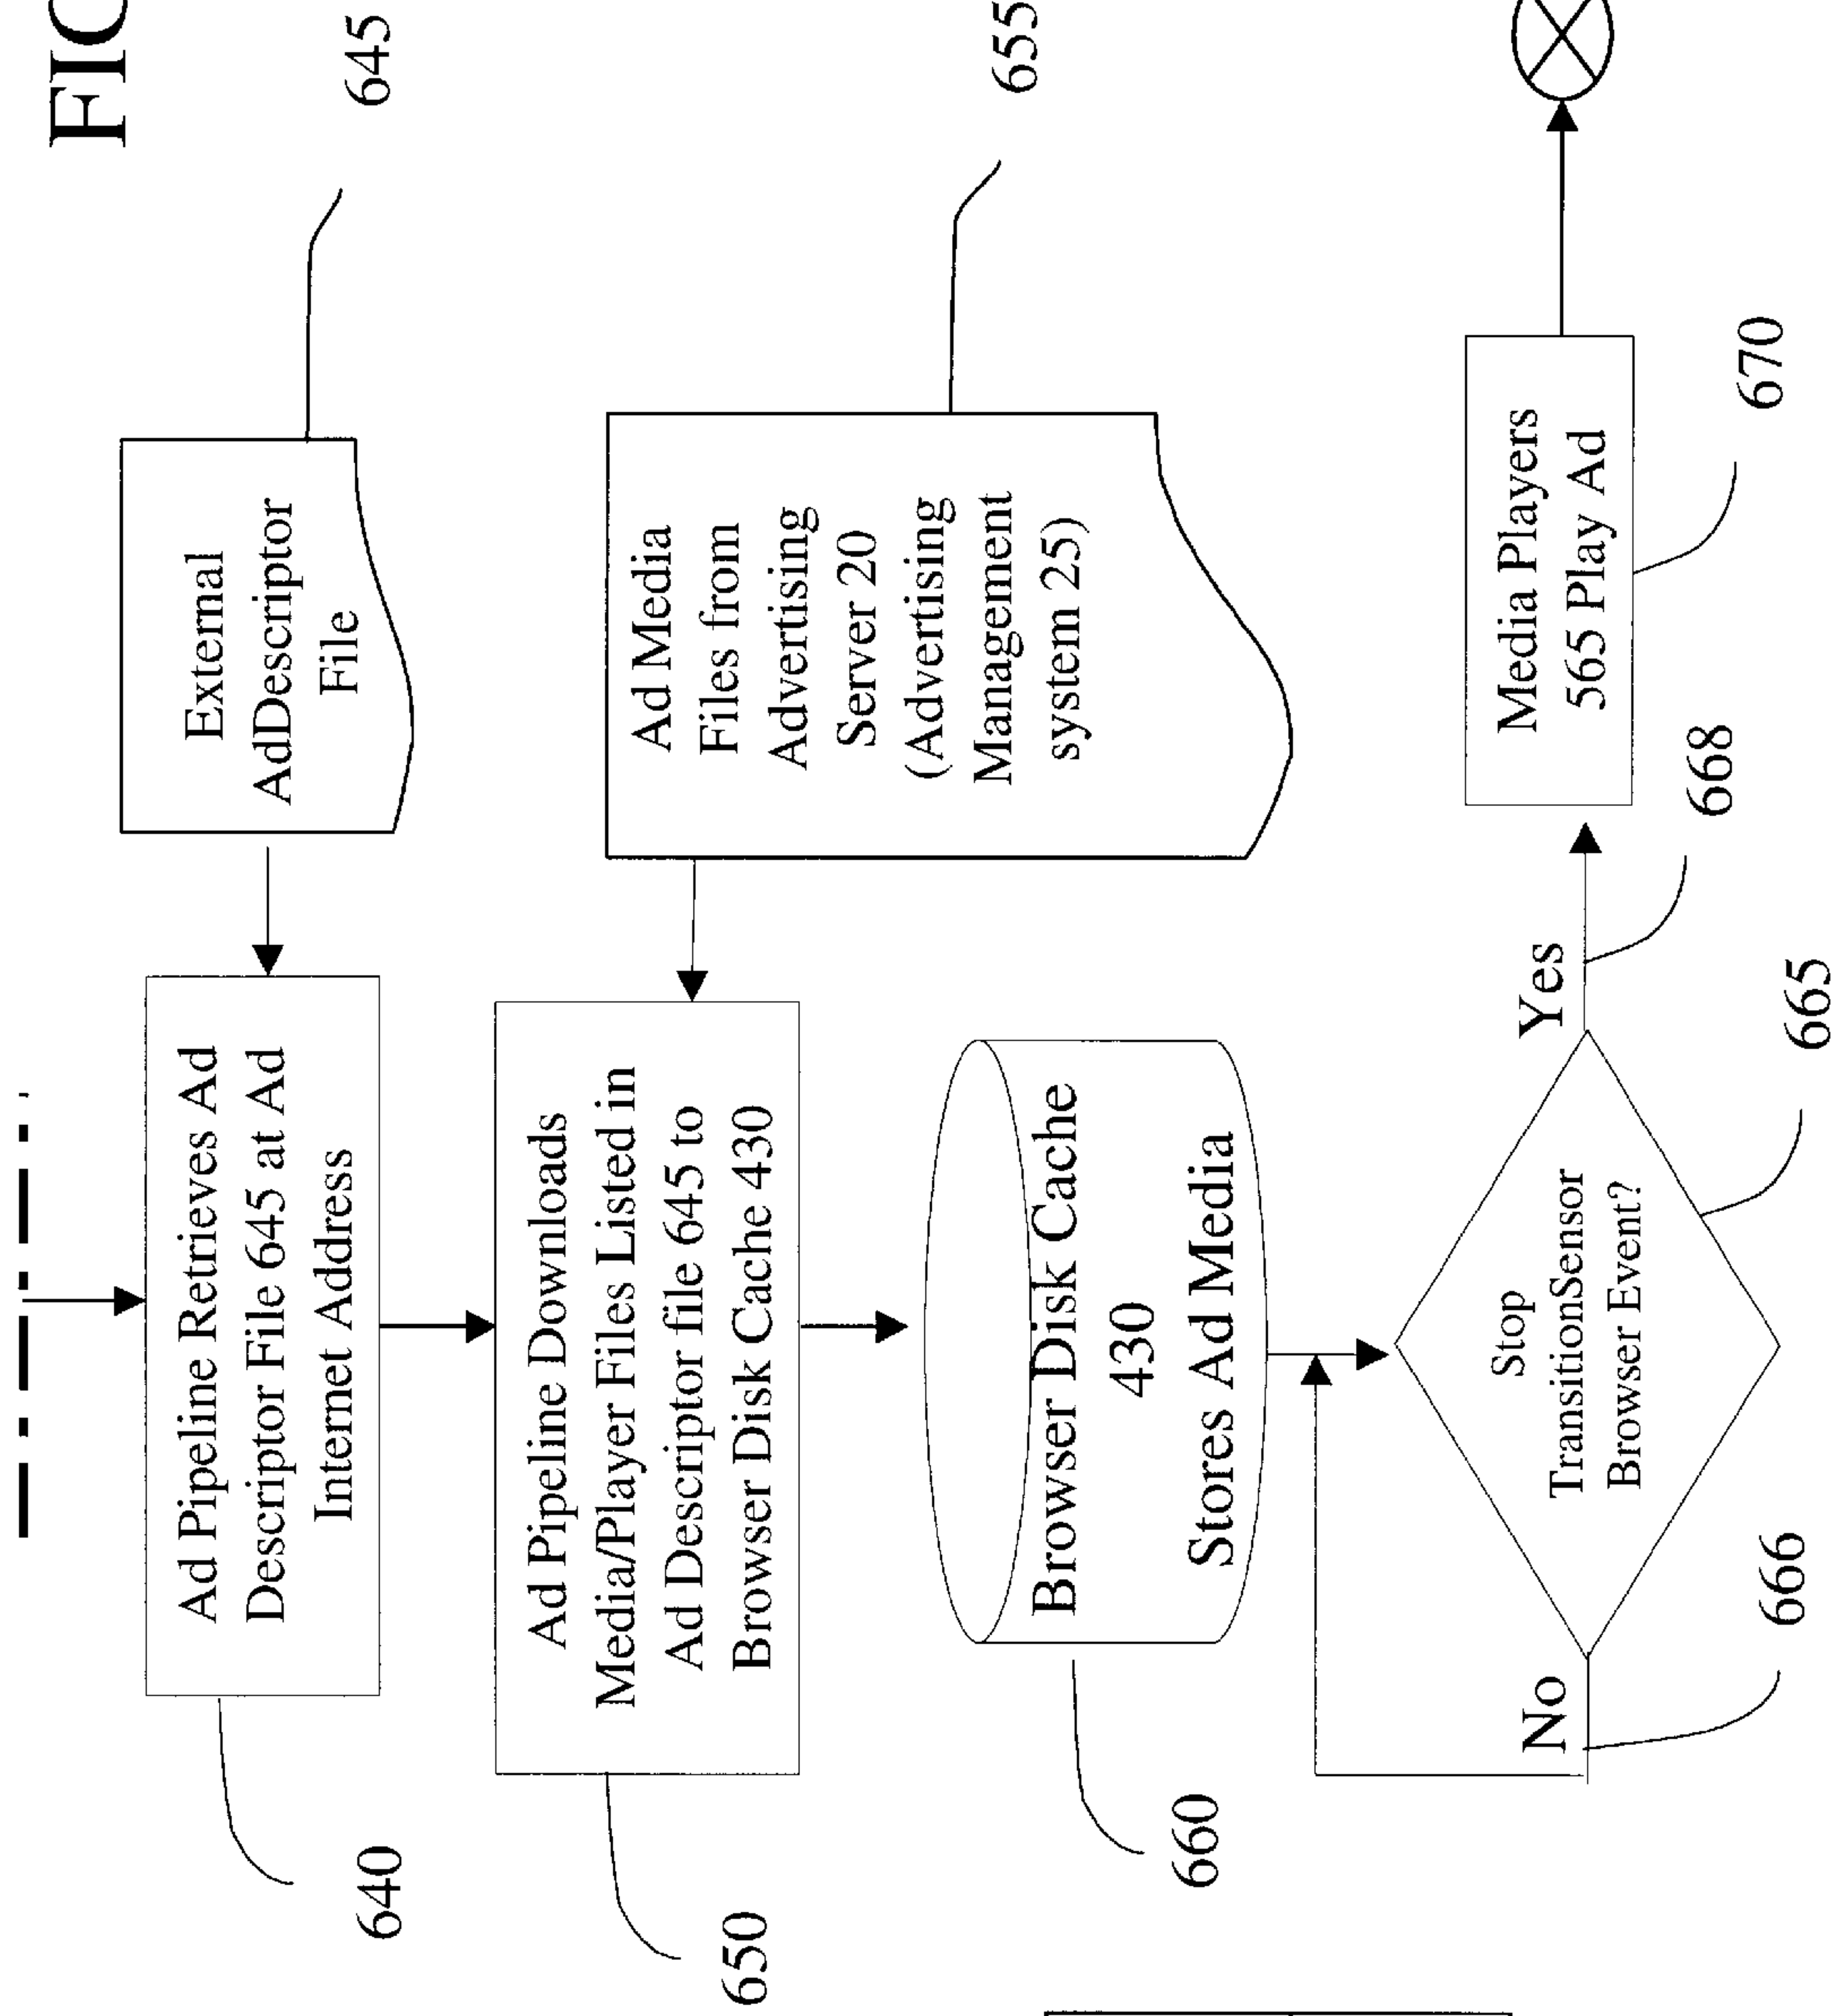 FIG
645
External
AdDescriptor
File
Ad Pipeline Retrieves Ad
Descriptor File 645 at Ad
Internet Address
640
655
Ad Media
Files from
Advertising
Server 20
(Advertising
Management
system 25)
Ad Pipeline Downloads
Media/Player Files Listed in
Ad Descriptor file 645 to
Browser Disk Cache 430
650
Browser Disk Cache
430
Stores Ad Media
660
Stop
TransitionSensor
Browser Event?
665
No
666
Yes
668
Media Players
565 Play Ad
670